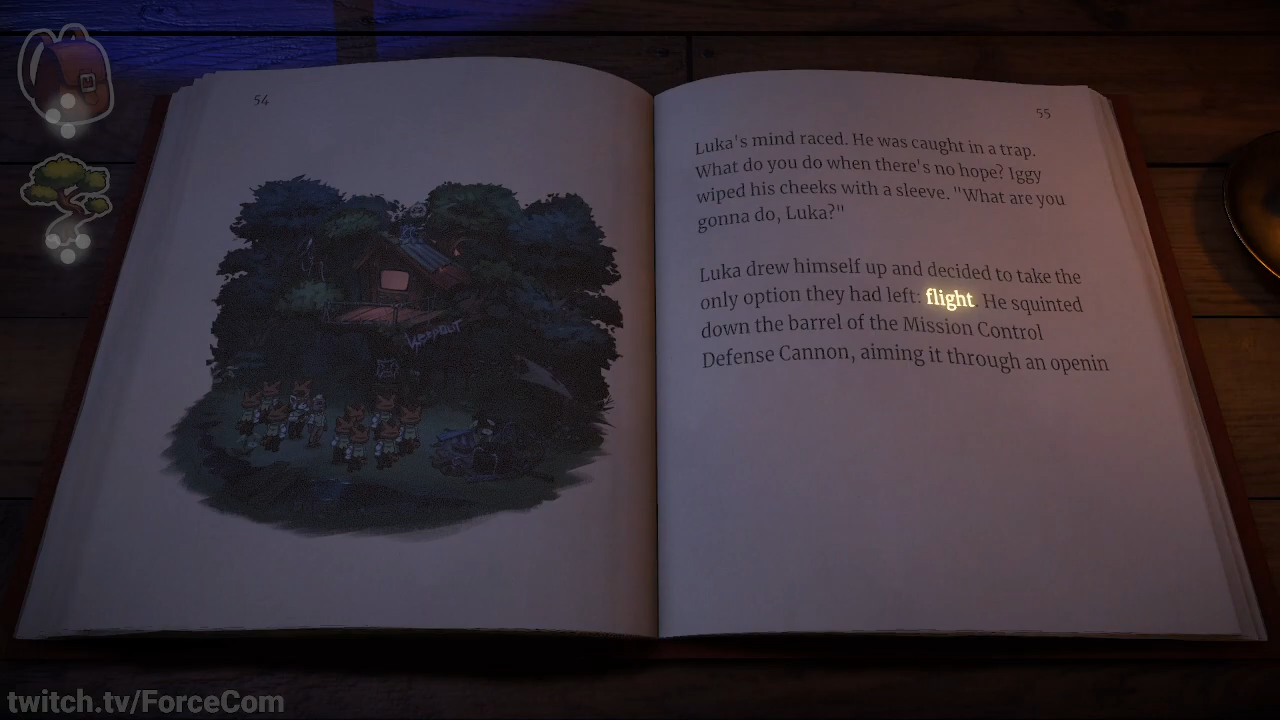 54
55
Luka's mind raced. He was caught in a trap.
What do you do when there's no hope? Iggy
wiped his cheeks with a sleeve. "What are you
gonna do, Luka?"
Luka drew himself up and decided to take the
only option they had left: flight. He squinted
down the barrel of the Mission Control
Defense Cannon, aiming it through an openin
KEEP OUT
twitch.tv/ForceCom